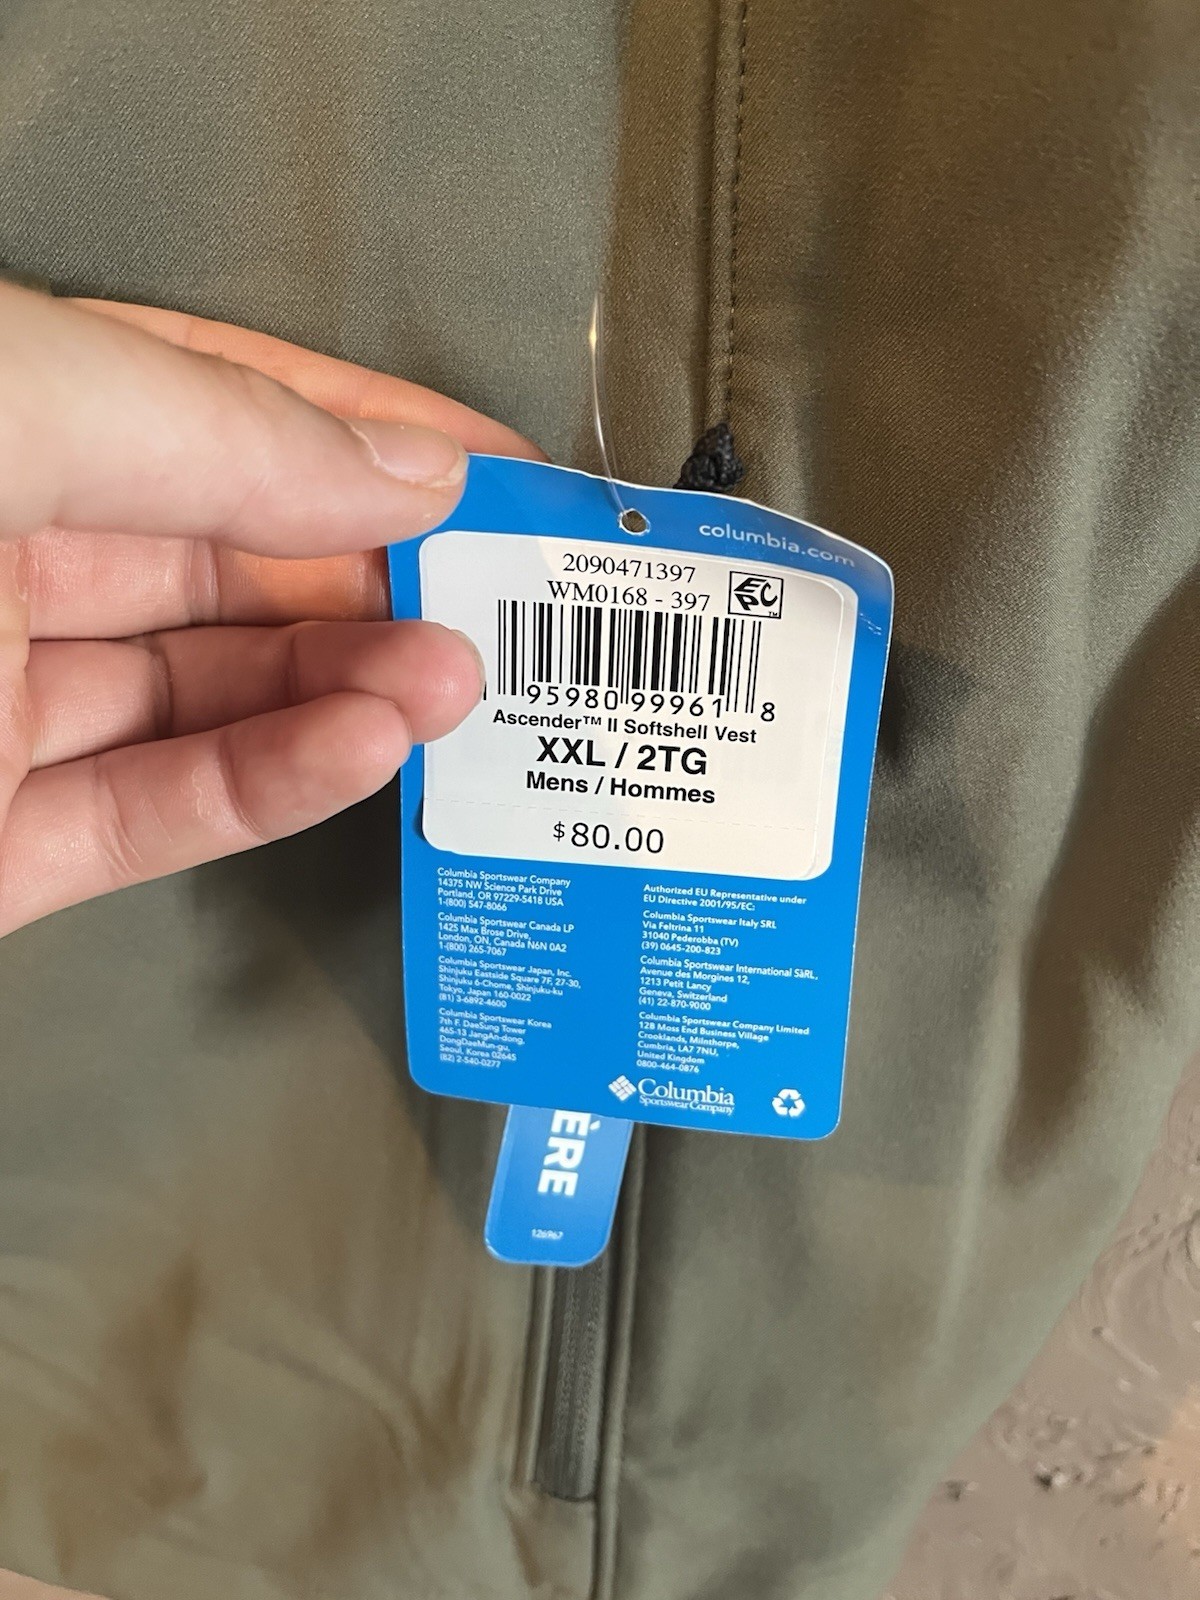 columbia.com
2090471397
WM0168 - 397
EPC™
95980 99961 8
Ascender™ II Softshell Vest
XXL / 2TG
Mens / Hommes
$80.00
Columbia Sportswear Company
14375 NW Science Park Drive
Portland, OR 97229-5418 USA
1-(800) 547-8066
Columbia Sportswear Canada LP
1425 Max Brose Drive,
London, ON, Canada N6N 0A2
1-(800) 265-7067
Columbia Sportswear Japan, Inc.
Shinjuku Eastside Square 7F, 27-30,
Shinjuku 6-Chome, Shinjuku-ku
Tokyo, Japan 160-0022
(81) 3-6892-4600
Columbia Sportswear Korea
7th F. DaeSung Tower
465-13 JangAn-dong,
DongDaeMun-gu,
Seoul, Korea 02645
(82) 2-540-0277
Authorized EU Representative under
EU Directive 2001/95/EC:
Columbia Sportswear Italy SRL
Via Feltrina 11
31040 Pederobba (TV)
(39) 0645-200-823
Columbia Sportswear International SàRL,
Avenue des Morgines 12,
1213 Petit Lancy
Geneva, Switzerland
(41) 22-870-9000
Columbia Sportswear Company Limited
128 Moss End Business Village
Crooklands, Milnthorpe,
Cumbria, LA7 7NU,
United Kingdom
0800-464-0876
Columbia
Sportswear Company
ÈRE
126967